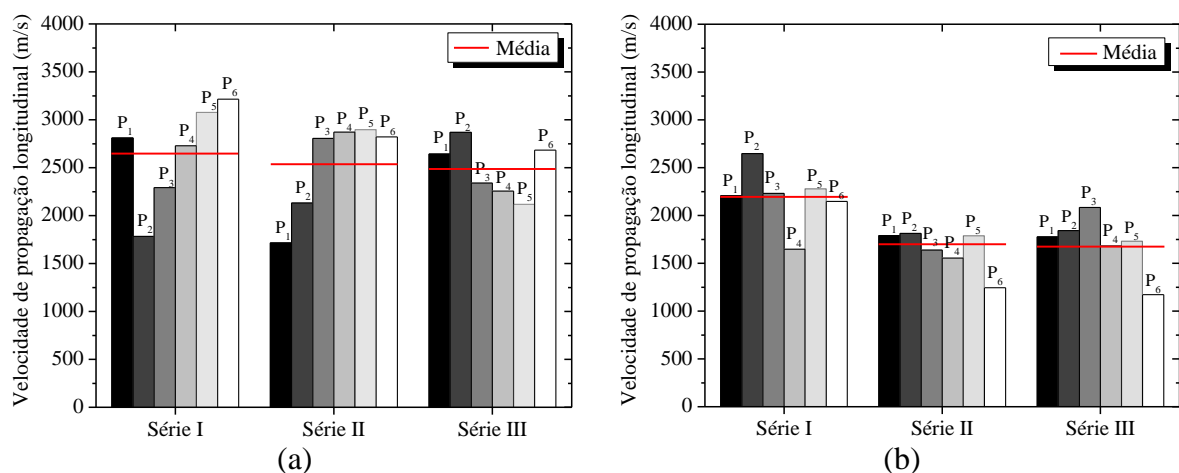 Velocidade de propagação longitudinal (m/s)
4000
3500
3000
2500
2000
1500
1000
500
0
Média
P1
P2
P3
P4
P5
P6
P1
P2
P3
P4
P5
P6
P1
P2
P3
P4
P5
P6
Série I
Série II
Série III
(a)
Velocidade de propagação longitudinal (m/s)
4000
3500
3000
2500
2000
1500
1000
500
0
Média
P1
P2
P3
P4
P5
P6
P1
P2
P3
P4
P5
P6
P1
P2
P3
P4
P5
P6
Série I
Série II
Série III
(b)